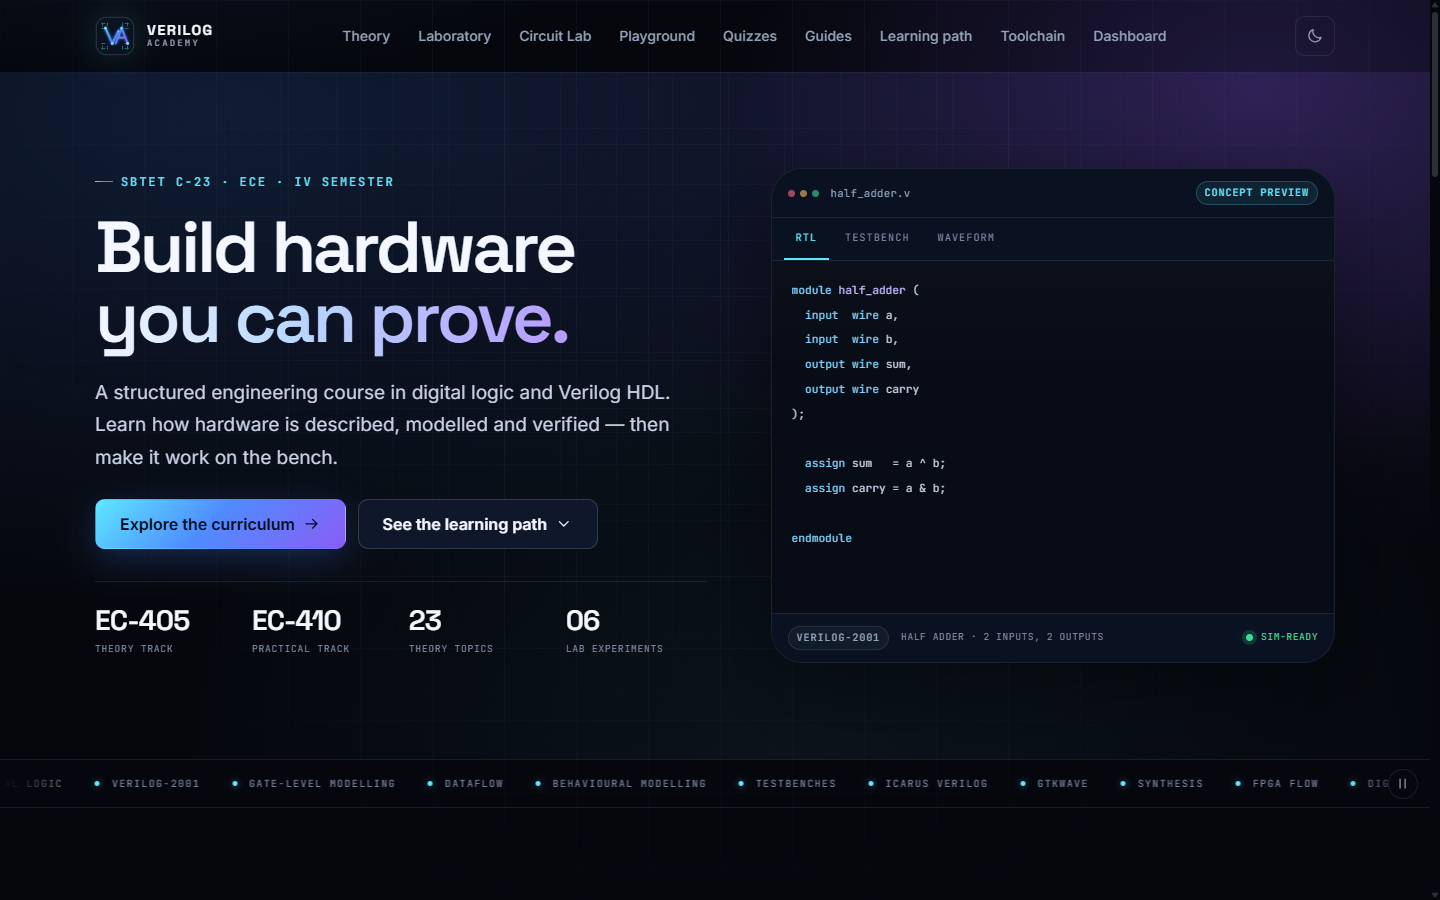 VERILOG
ACADEMY
Theory
Laboratory
Circuit Lab
Playground
Quizzes
Guides
Learning path
Toolchain
Dashboard
SBTET C-23 · ECE · IV SEMESTER
Build hardware
you can prove.
A structured engineering course in digital logic and Verilog HDL.
Learn how hardware is described, modelled and verified — then
make it work on the bench.
Explore the curriculum →
See the learning path
EC-405
THEORY TRACK
EC-410
PRACTICAL TRACK
23
THEORY TOPICS
06
LAB EXPERIMENTS
half_adder.v
CONCEPT PREVIEW
RTL
TESTBENCH
WAVEFORM
module half_adder (
input  wire a,
input  wire b,
output wire sum,
output wire carry
);
assign sum   = a ^ b;
assign carry = a & b;
endmodule
VERILOG-2001
HALF ADDER · 2 INPUTS, 2 OUTPUTS
SIM-READY
LOGIC
VERILOG-2001
GATE-LEVEL MODELLING
DATAFLOW
BEHAVIOURAL MODELLING
TESTBENCHES
ICARUS VERILOG
GTKWAVE
SYNTHESIS
FPGA FLOW